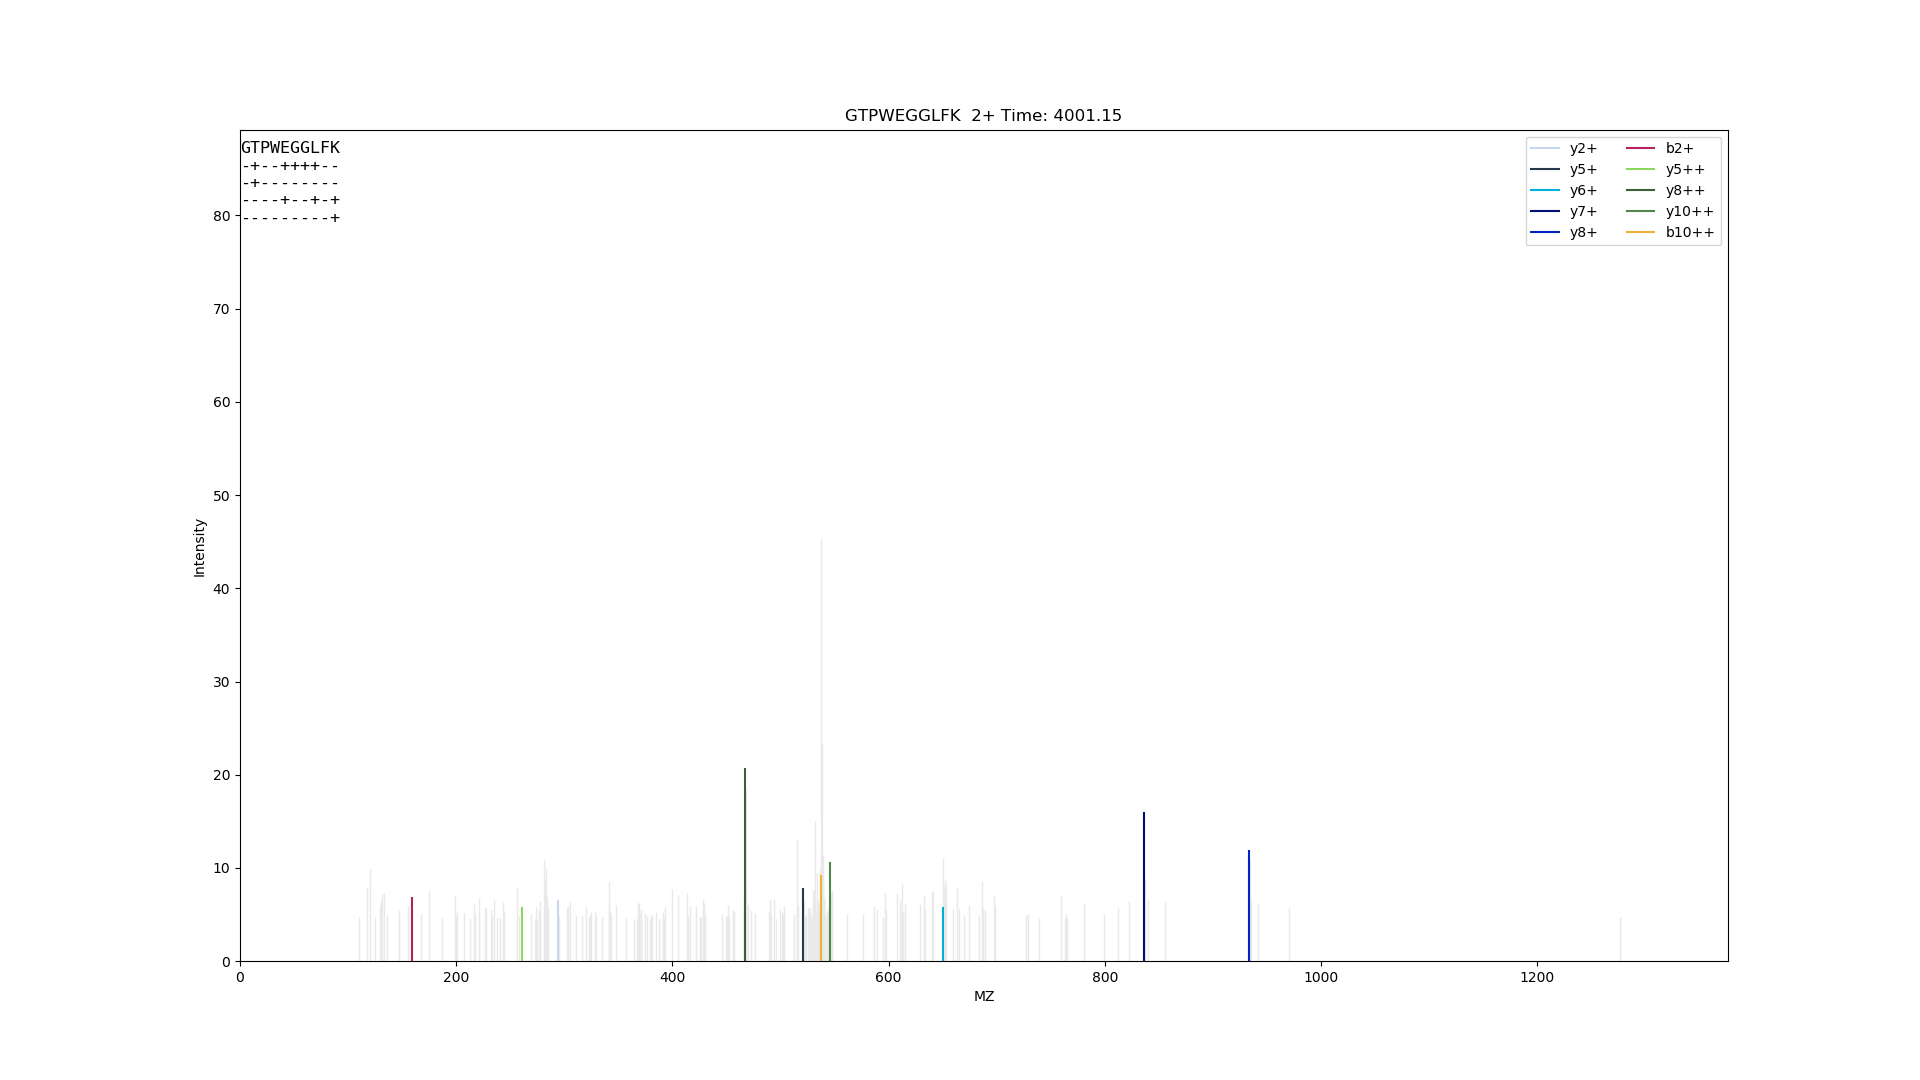 GTPWEGGLFK  2+ Time: 4001.15
GTPWEGGLFK
-+--++++--
-+--------
----+--+-+
---------+
y2+
y5+
y6+
y7+
y8+
b2+
y5++
y8++
y10++
b10++
80
70
60
50
40
30
20
10
0
Intensity
0 200 400 600 800 1000 1200
MZ